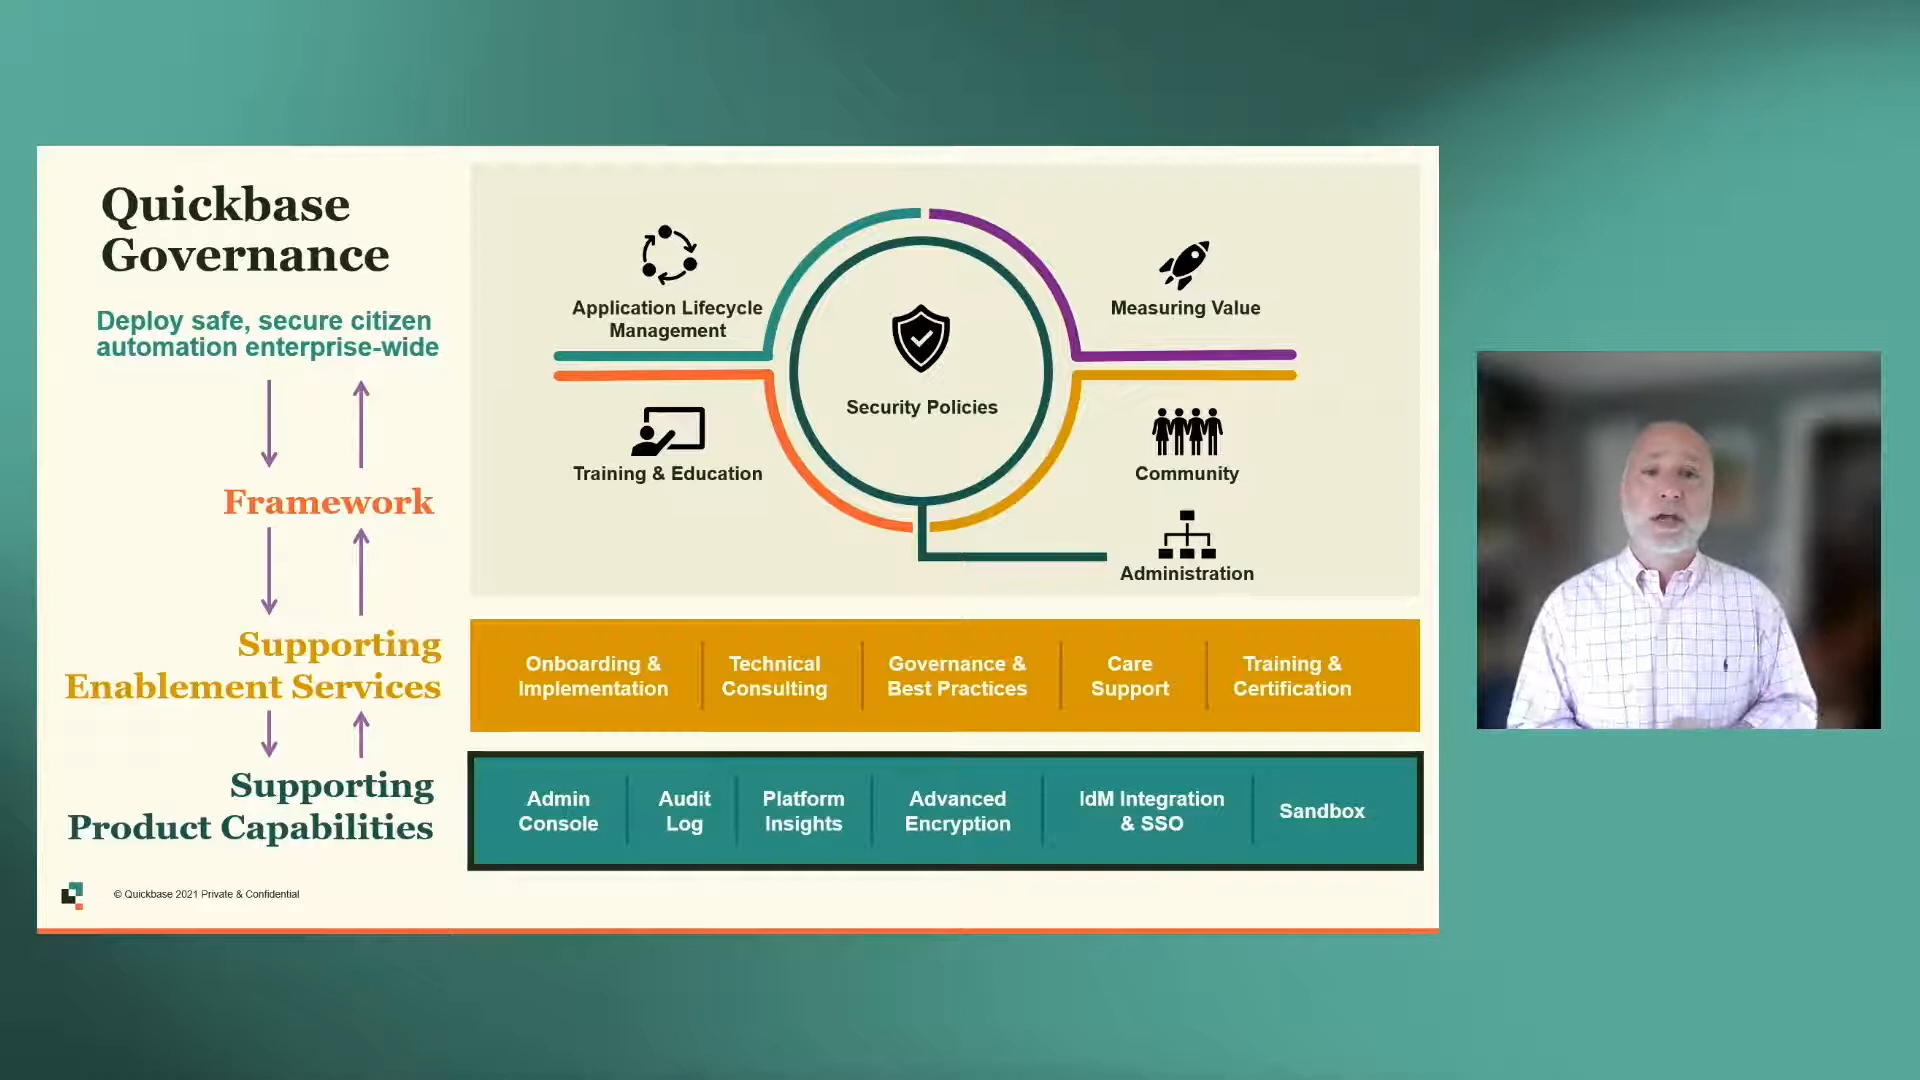 Quickbase
Governance
Deploy safe, secure citizen
automation enterprise-wide
Framework
Supporting
Enablement Services
Supporting
Product Capabilities
© Quickbase 2021 Private & Confidential
Application Lifecycle
Management
Measuring Value
Security Policies
Training & Education
Community
Administration
Onboarding &
Implementation
Technical
Consulting
Governance &
Best Practices
Care
Support
Training &
Certification
Admin
Console
Audit
Log
Platform
Insights
Advanced
Encryption
IdM Integration
& SSO
Sandbox